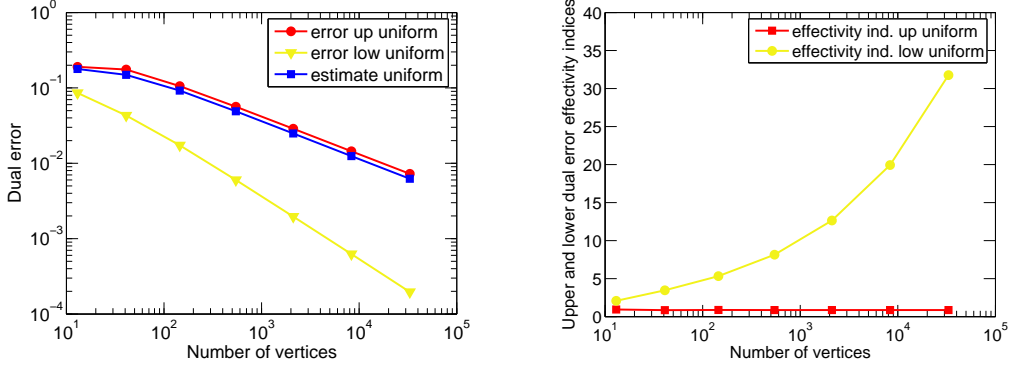 10^0
10^-1
10^-2
10^-3
10^-4
10^1
10^2
10^3
10^4
10^5
Number of vertices
Dual error
error up uniform
error low uniform
estimate uniform
40
35
30
25
20
15
10
5
0
10^1
10^2
10^3
10^4
10^5
Number of vertices
Upper and lower dual error effectivity indices
effectivity ind. up uniform
effectivity ind. low uniform